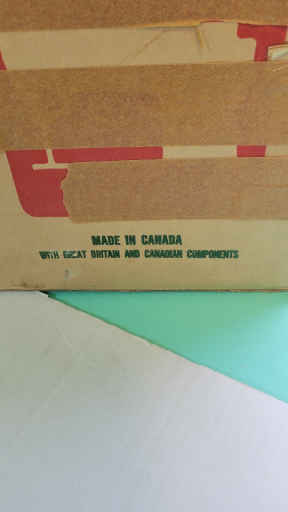 MADE IN CANADA
WITH GREAT BRITAIN AND CANADIAN COMPONENTS